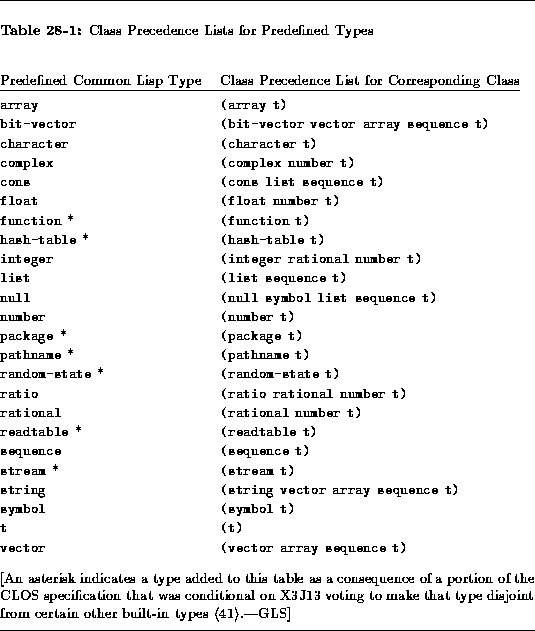 Table 28-1: Class Precedence Lists for Predefined Types
Predefined Common Lisp Type Class Precedence List for Corresponding Class
array (array t)
bit-vector (bit-vector vector array sequence t)
character (character t)
complex (complex number t)
cons (cons list sequence t)
float (float number t)
function * (function t)
hash-table * (hash-table t)
integer (integer rational number t)
list (list sequence t)
null (null symbol list sequence t)
number (number t)
package * (package t)
pathname * (pathname t)
random-state * (random-state t)
ratio (ratio rational number t)
rational (rational number t)
readtable * (readtable t)
sequence (sequence t)
stream * (stream t)
string (string vector array sequence t)
symbol (symbol t)
t (t)
vector (vector array sequence t)
[An asterisk indicates a type added to this table as a consequence of a portion of the
CLOS specification that was conditional on X3J13 voting to make that type disjoint
from certain other built-in types ⟨41⟩.—GLS]